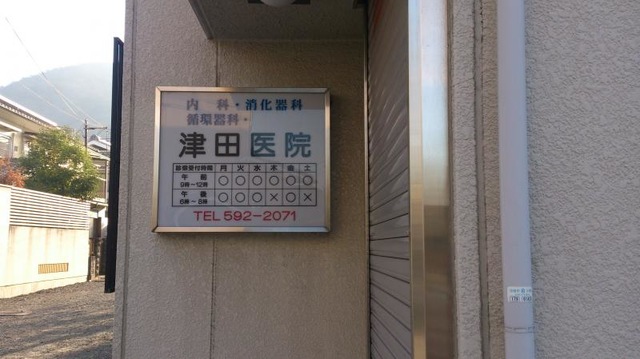 内 科・消化器科
循環器科・
津田医院
診察受付時間 月 火 水 木 金 土
午 前
9時～12時 ○ ○ ○ ○ ○ ○
午 後
6時～8時 ○ ○ ○ × ○ ×
TEL 592-2071